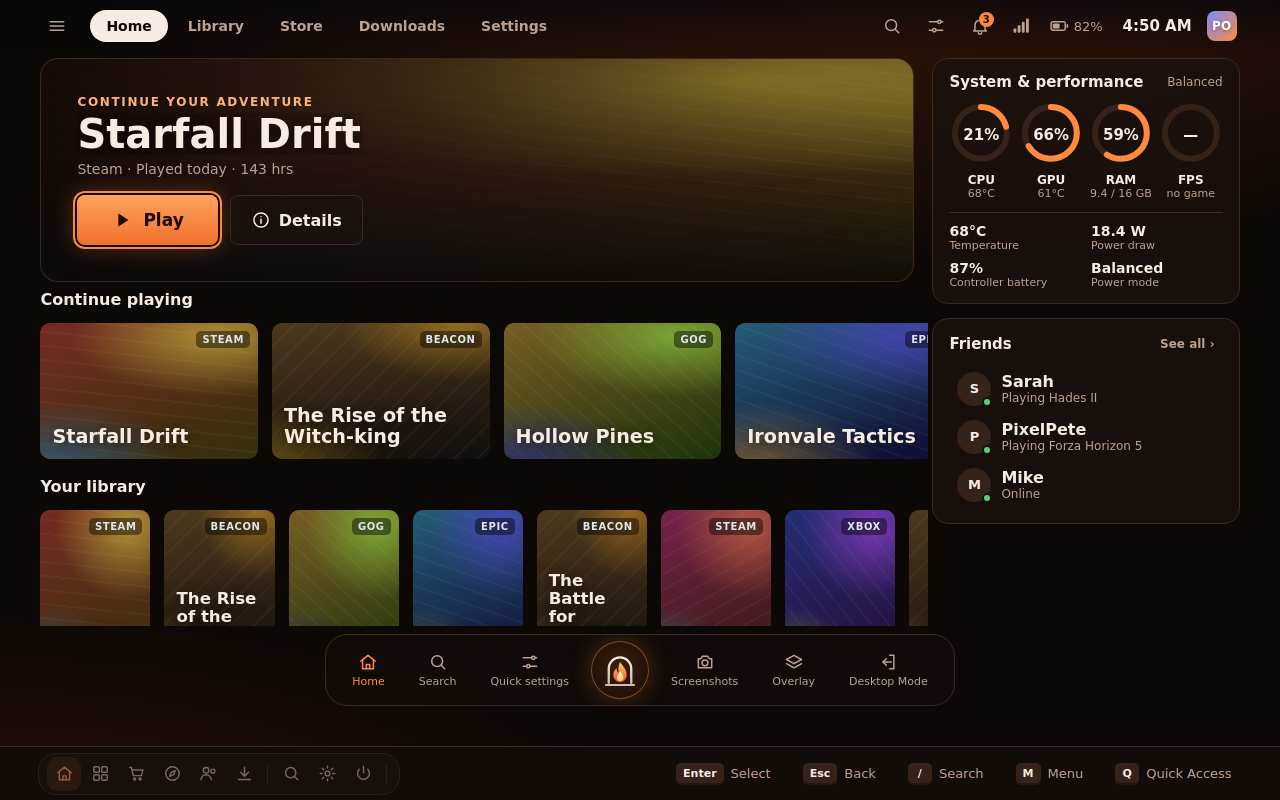 Home
Library
Store
Downloads
Settings
3
82%
4:50 AM
PO
CONTINUE YOUR ADVENTURE
Starfall Drift
Steam · Played today · 143 hrs
Play
Details
System & performance
Balanced
21%
66%
59%
—
CPU
GPU
RAM
FPS
68°C
61°C
9.4 / 16 GB
no game
68°C
18.4 W
Temperature
Power draw
87%
Balanced
Controller battery
Power mode
Continue playing
STEAM
BEACON
GOG
Starfall Drift
The Rise of the
Witch-king
Hollow Pines
Ironvale Tactics
Friends
See all ›
S
Sarah
Playing Hades II
P
PixelPete
Playing Forza Horizon 5
M
Mike
Online
Your library
STEAM
BEACON
GOG
EPIC
BEACON
STEAM
XBOX
The Rise
of the
The
Battle
for
Home
Search
Quick settings
Screenshots
Overlay
Desktop Mode
Enter Select
Esc Back
/ Search
M Menu
Q Quick Access